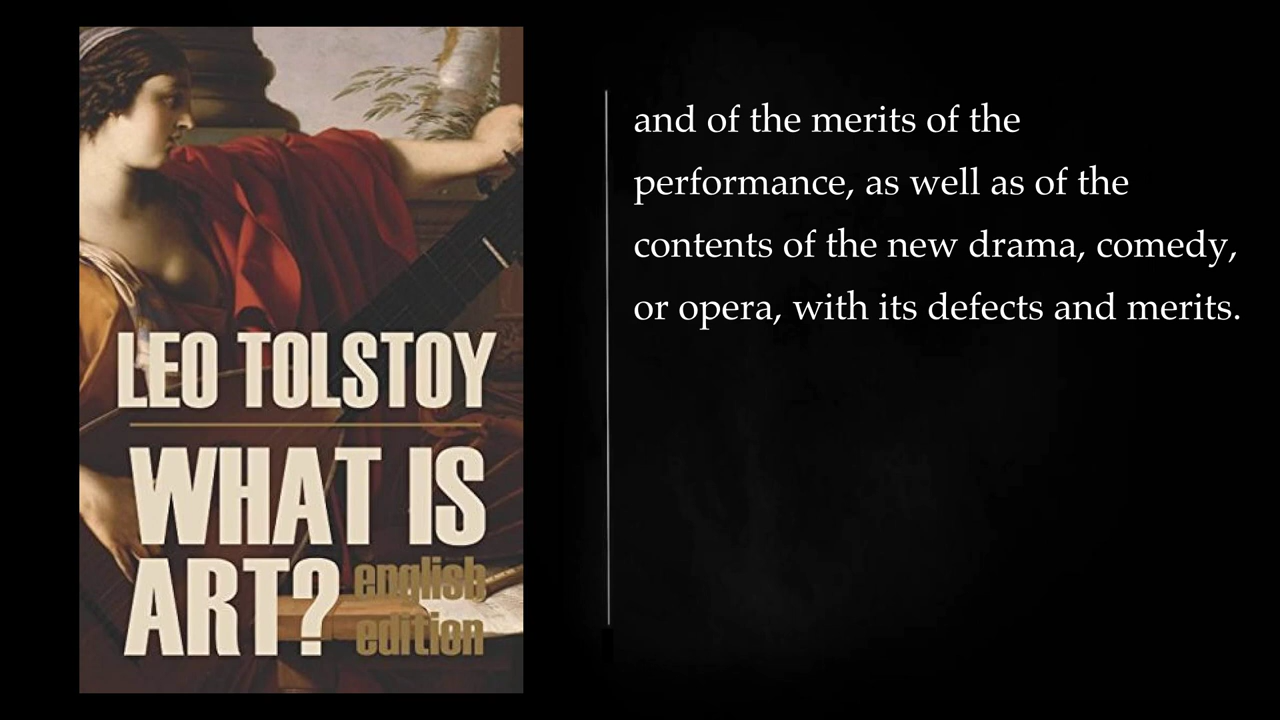 LEO TOLSTOY
WHAT IS
ART?
english
edition
and of the merits of the
performance, as well as of the
contents of the new drama, comedy,
or opera, with its defects and merits.